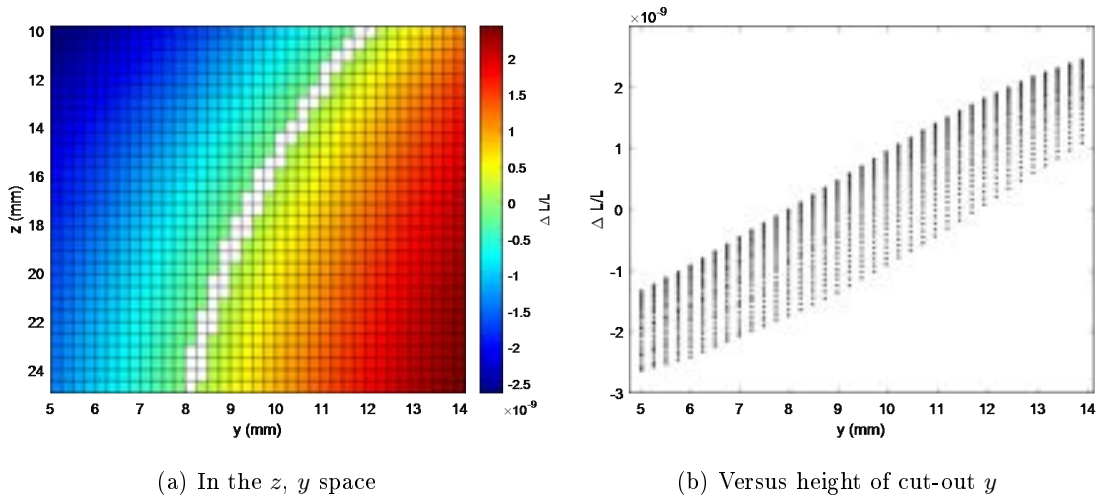 10
12
14
16
18
20
22
24
z (mm)
5 6 7 8 9 10 11 12 13 14
y (mm)
2
1.5
1
0.5
0
-0.5
-1
-1.5
-2
-2.5
×10⁻⁹
Δ L/L
(a) In the z, y space
×10⁻⁹
2
1
0
-1
-2
-3
Δ L/L
5 6 7 8 9 10 11 12 13 14
y (mm)
(b) Versus height of cut-out y